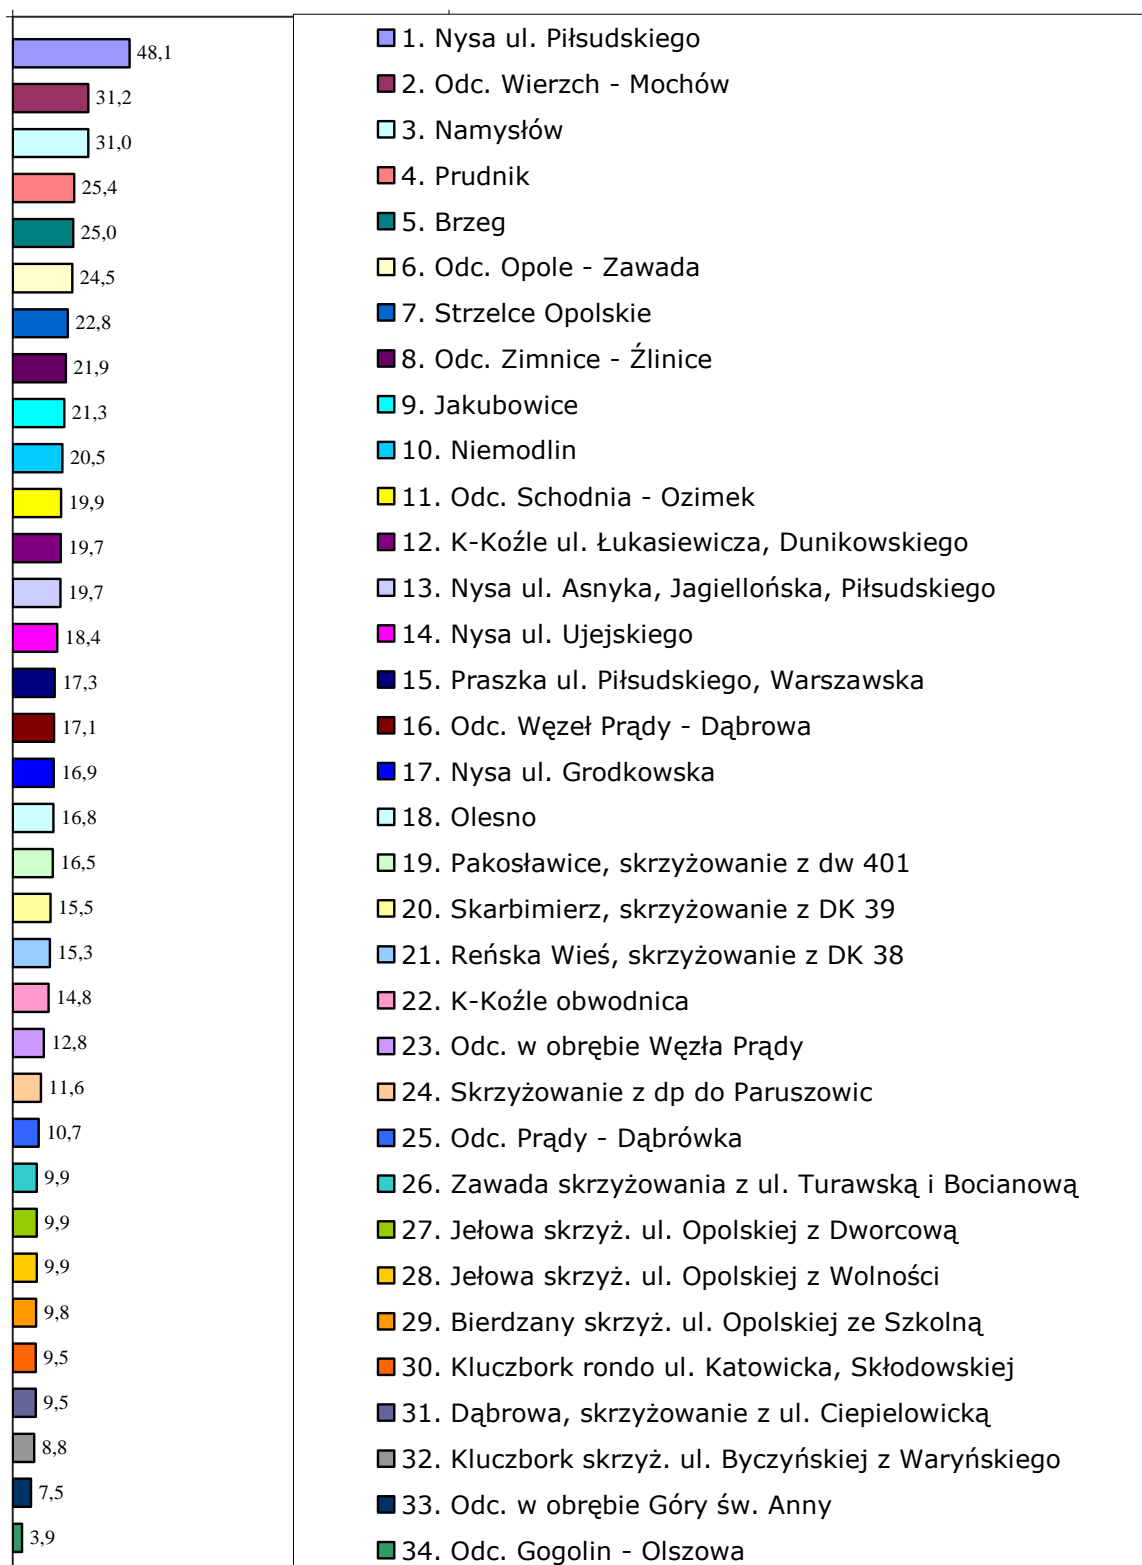 48,1
31,2
31,0
25,4
25,0
24,5
22,8
21,9
21,3
20,5
19,9
19,7
19,7
18,4
17,3
17,1
16,9
16,8
16,5
15,5
15,3
14,8
12,8
11,6
10,7
9,9
9,9
9,9
9,8
9,5
9,5
8,8
7,5
3,9
1. Nysa ul. Piłsudskiego
2. Odc. Wierzch - Mochów
3. Namysłów
4. Prudnik
5. Brzeg
6. Odc. Opole - Zawada
7. Strzelce Opolskie
8. Odc. Zimnice - Źlinice
9. Jakubowice
10. Niemodlin
11. Odc. Schodnia - Ozimek
12. K-Koźle ul. Łukasiewicza, Dunikowskiego
13. Nysa ul. Asnyka, Jagiellońska, Piłsudskiego
14. Nysa ul. Ujejskiego
15. Praszka ul. Piłsudskiego, Warszawska
16. Odc. Węzeł Prądy - Dąbrowa
17. Nysa ul. Grodkowska
18. Olesno
19. Pakosławice, skrzyżowanie z dw 401
20. Skarbimierz, skrzyżowanie z DK 39
21. Reńska Wieś, skrzyżowanie z DK 38
22. K-Koźle obwodnica
23. Odc. w obrębie Węzła Prądy
24. Skrzyżowanie z dp do Paruszowic
25. Odc. Prądy - Dąbrówka
26. Zawada skrzyżowania z ul. Turawską i Bocianową
27. Jełowa skrzyż. ul. Opolskiej z Dworcową
28. Jełowa skrzyż. ul. Opolskiej z Wolności
29. Bierdzany skrzyż. ul. Opolskiej ze Szkolną
30. Kluczbork rondo ul. Katowicka, Skłodowskiej
31. Dąbrowa, skrzyżowanie z ul. Ciepielowicką
32. Kluczbork skrzyż. ul. Byczyńskiej z Waryńskiego
33. Odc. w obrębie Góry św. Anny
34. Odc. Gogolin - Olszowa